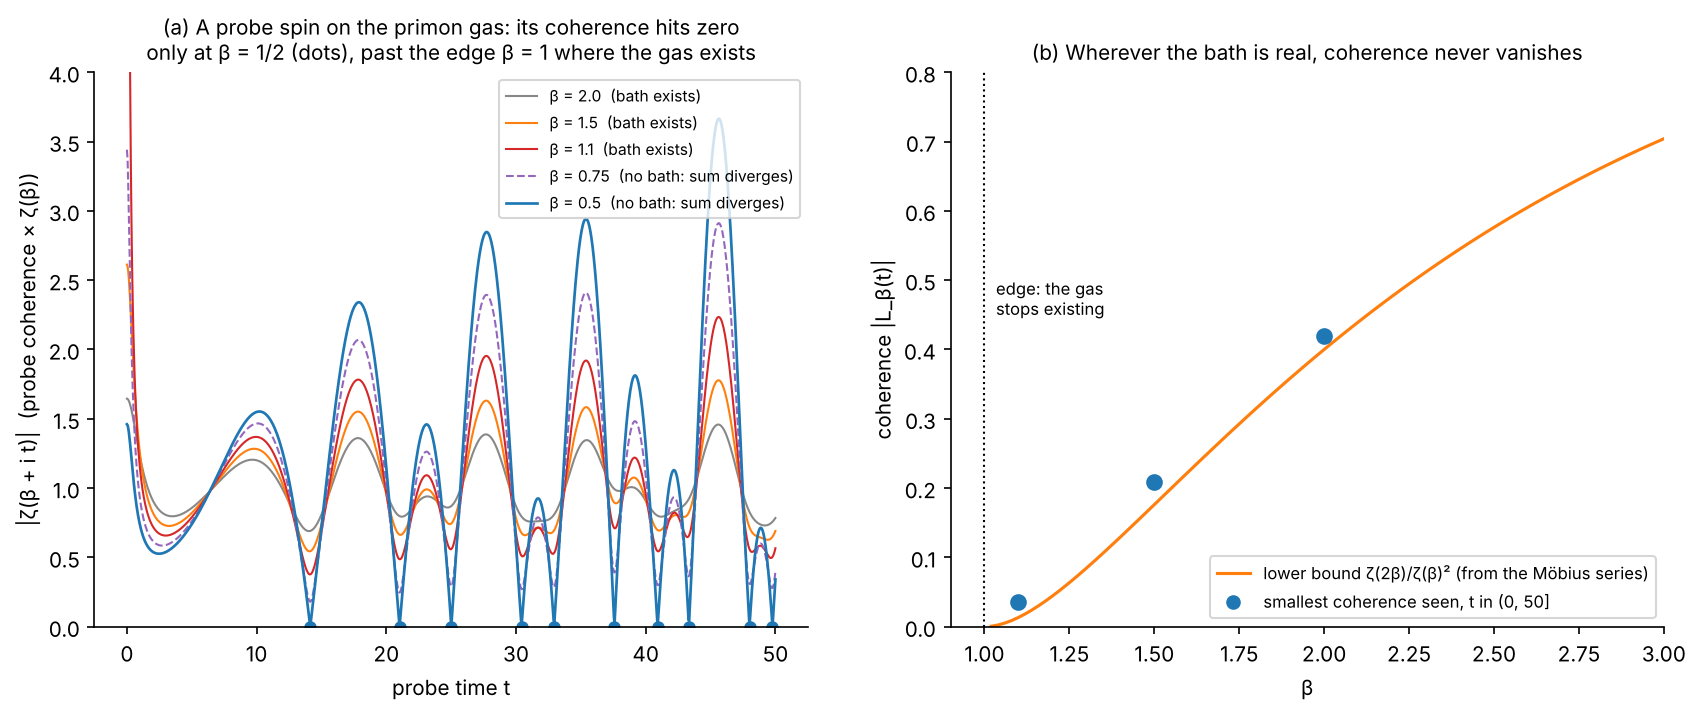 (a) A probe spin on the primon gas: its coherence hits zero
only at β = 1/2 (dots), past the edge β = 1 where the gas exists
|ζ(β + i t)| (probe coherence × ζ(β))
4.0
3.5
3.0
2.5
2.0
1.5
1.0
0.5
0.0
β = 2.0 (bath exists)
β = 1.5 (bath exists)
β = 1.1 (bath exists)
β = 0.75 (no bath: sum diverges)
β = 0.5 (no bath: sum diverges)
0 10 20 30 40 50
probe time t
(b) Wherever the bath is real, coherence never vanishes
coherence |L_β(t)|
0.8
0.7
0.6
0.5
0.4
0.3
0.2
0.1
0.0
edge: the gas
stops existing
lower bound ζ(2β)/ζ(β)² (from the Möbius series)
smallest coherence seen, t in (0, 50]
1.00 1.25 1.50 1.75 2.00 2.25 2.50 2.75 3.00
β